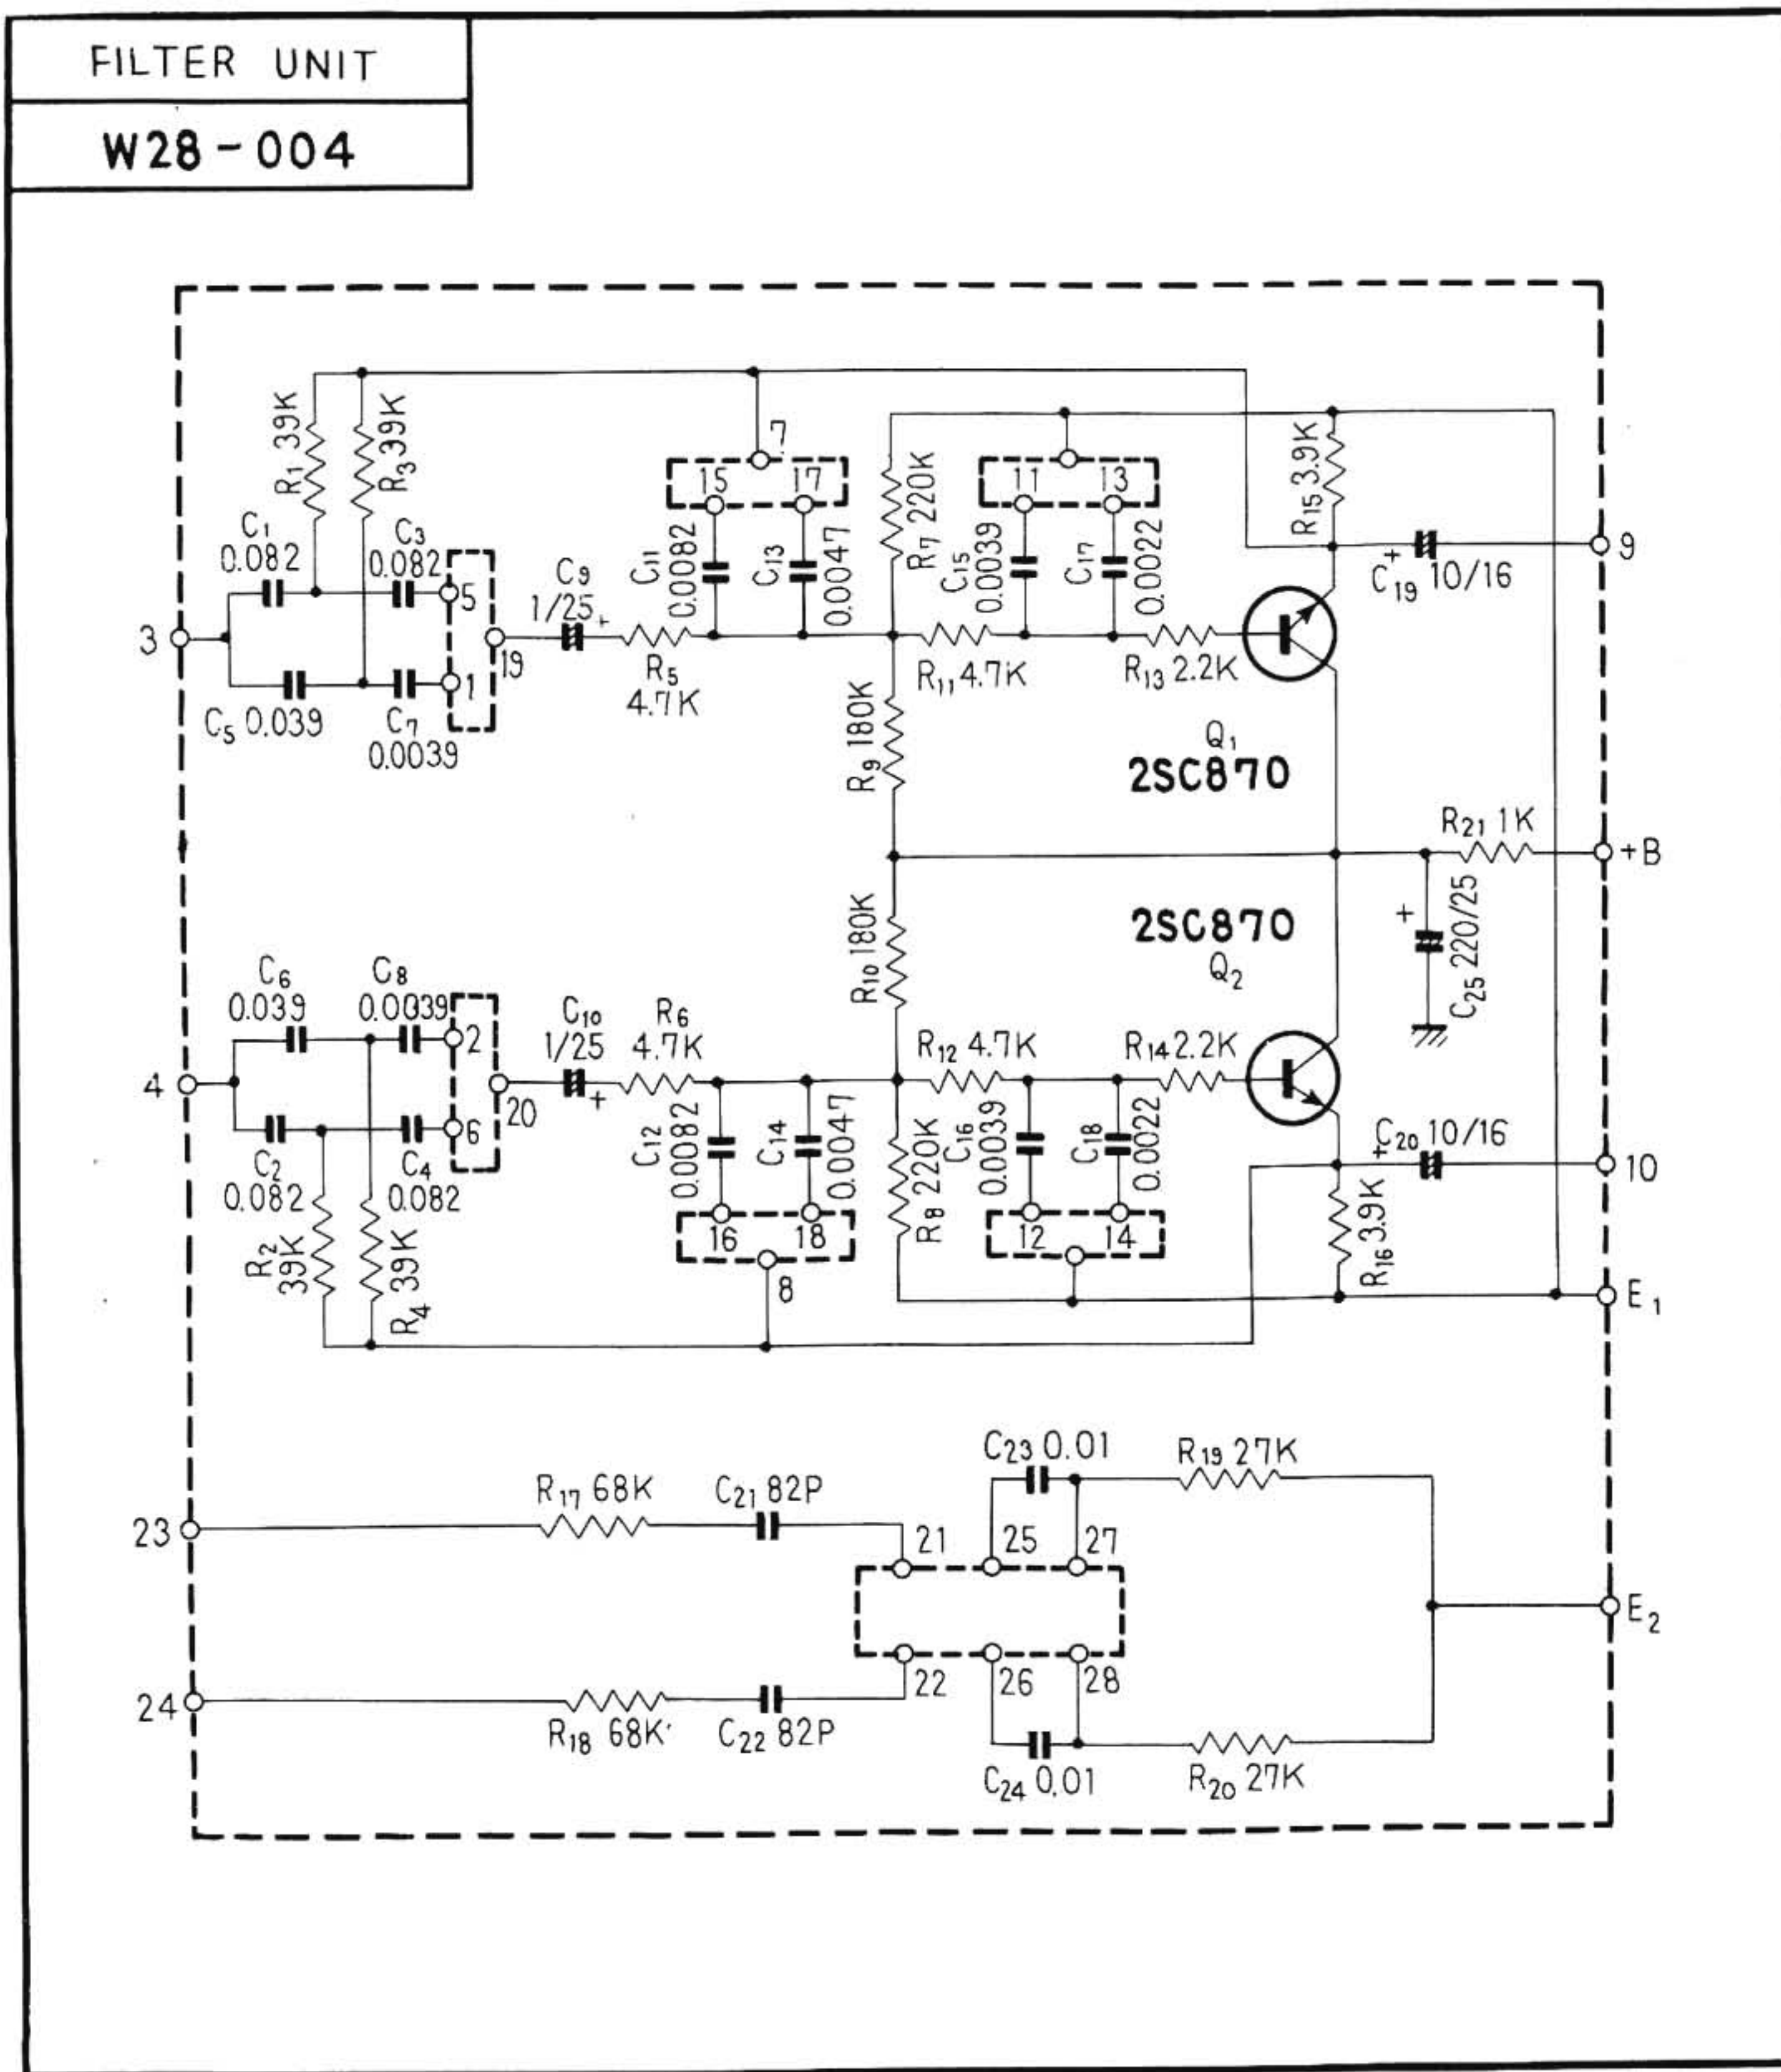 FILTER UNIT
W28-004
R1 39K
R3 39K
7
15
17
R7 220K
11
13
R15 3.9K
C1
0.082
C3
0.082
5
C9
1/25 +
C11
0.0082
C13
0.0047
C15
0.0039
C17
0.0022
+
C19 10/16
9
3
19
1
R5
4.7K
R11 4.7K
R13 2.2K
C5 0.039
C7
0.0039
R9 180K
Q1
2SC870
R21 1K
+B
R10 180K
2SC870
Q2
+
C25 220/25
C6
0.039
C8
0.0039
2
C10
1/25
+
R6
4.7K
R12 4.7K
R14 2.2K
4
20
6
C2
0.082
C4
0.082
C12
0.0082
C14
0.0047
C16
0.0039
C18
0.0022
+
C20 10/16
10
R2
39K
R4 39K
16
18
8
R8 220K
12
14
R16 3.9K
E1
C23 0.01
R19 27K
R17 68K
C21 82P
23
21
25
27
E2
24
22
26
28
R18 68K
C22 82P
C24 0.01
R20 27K